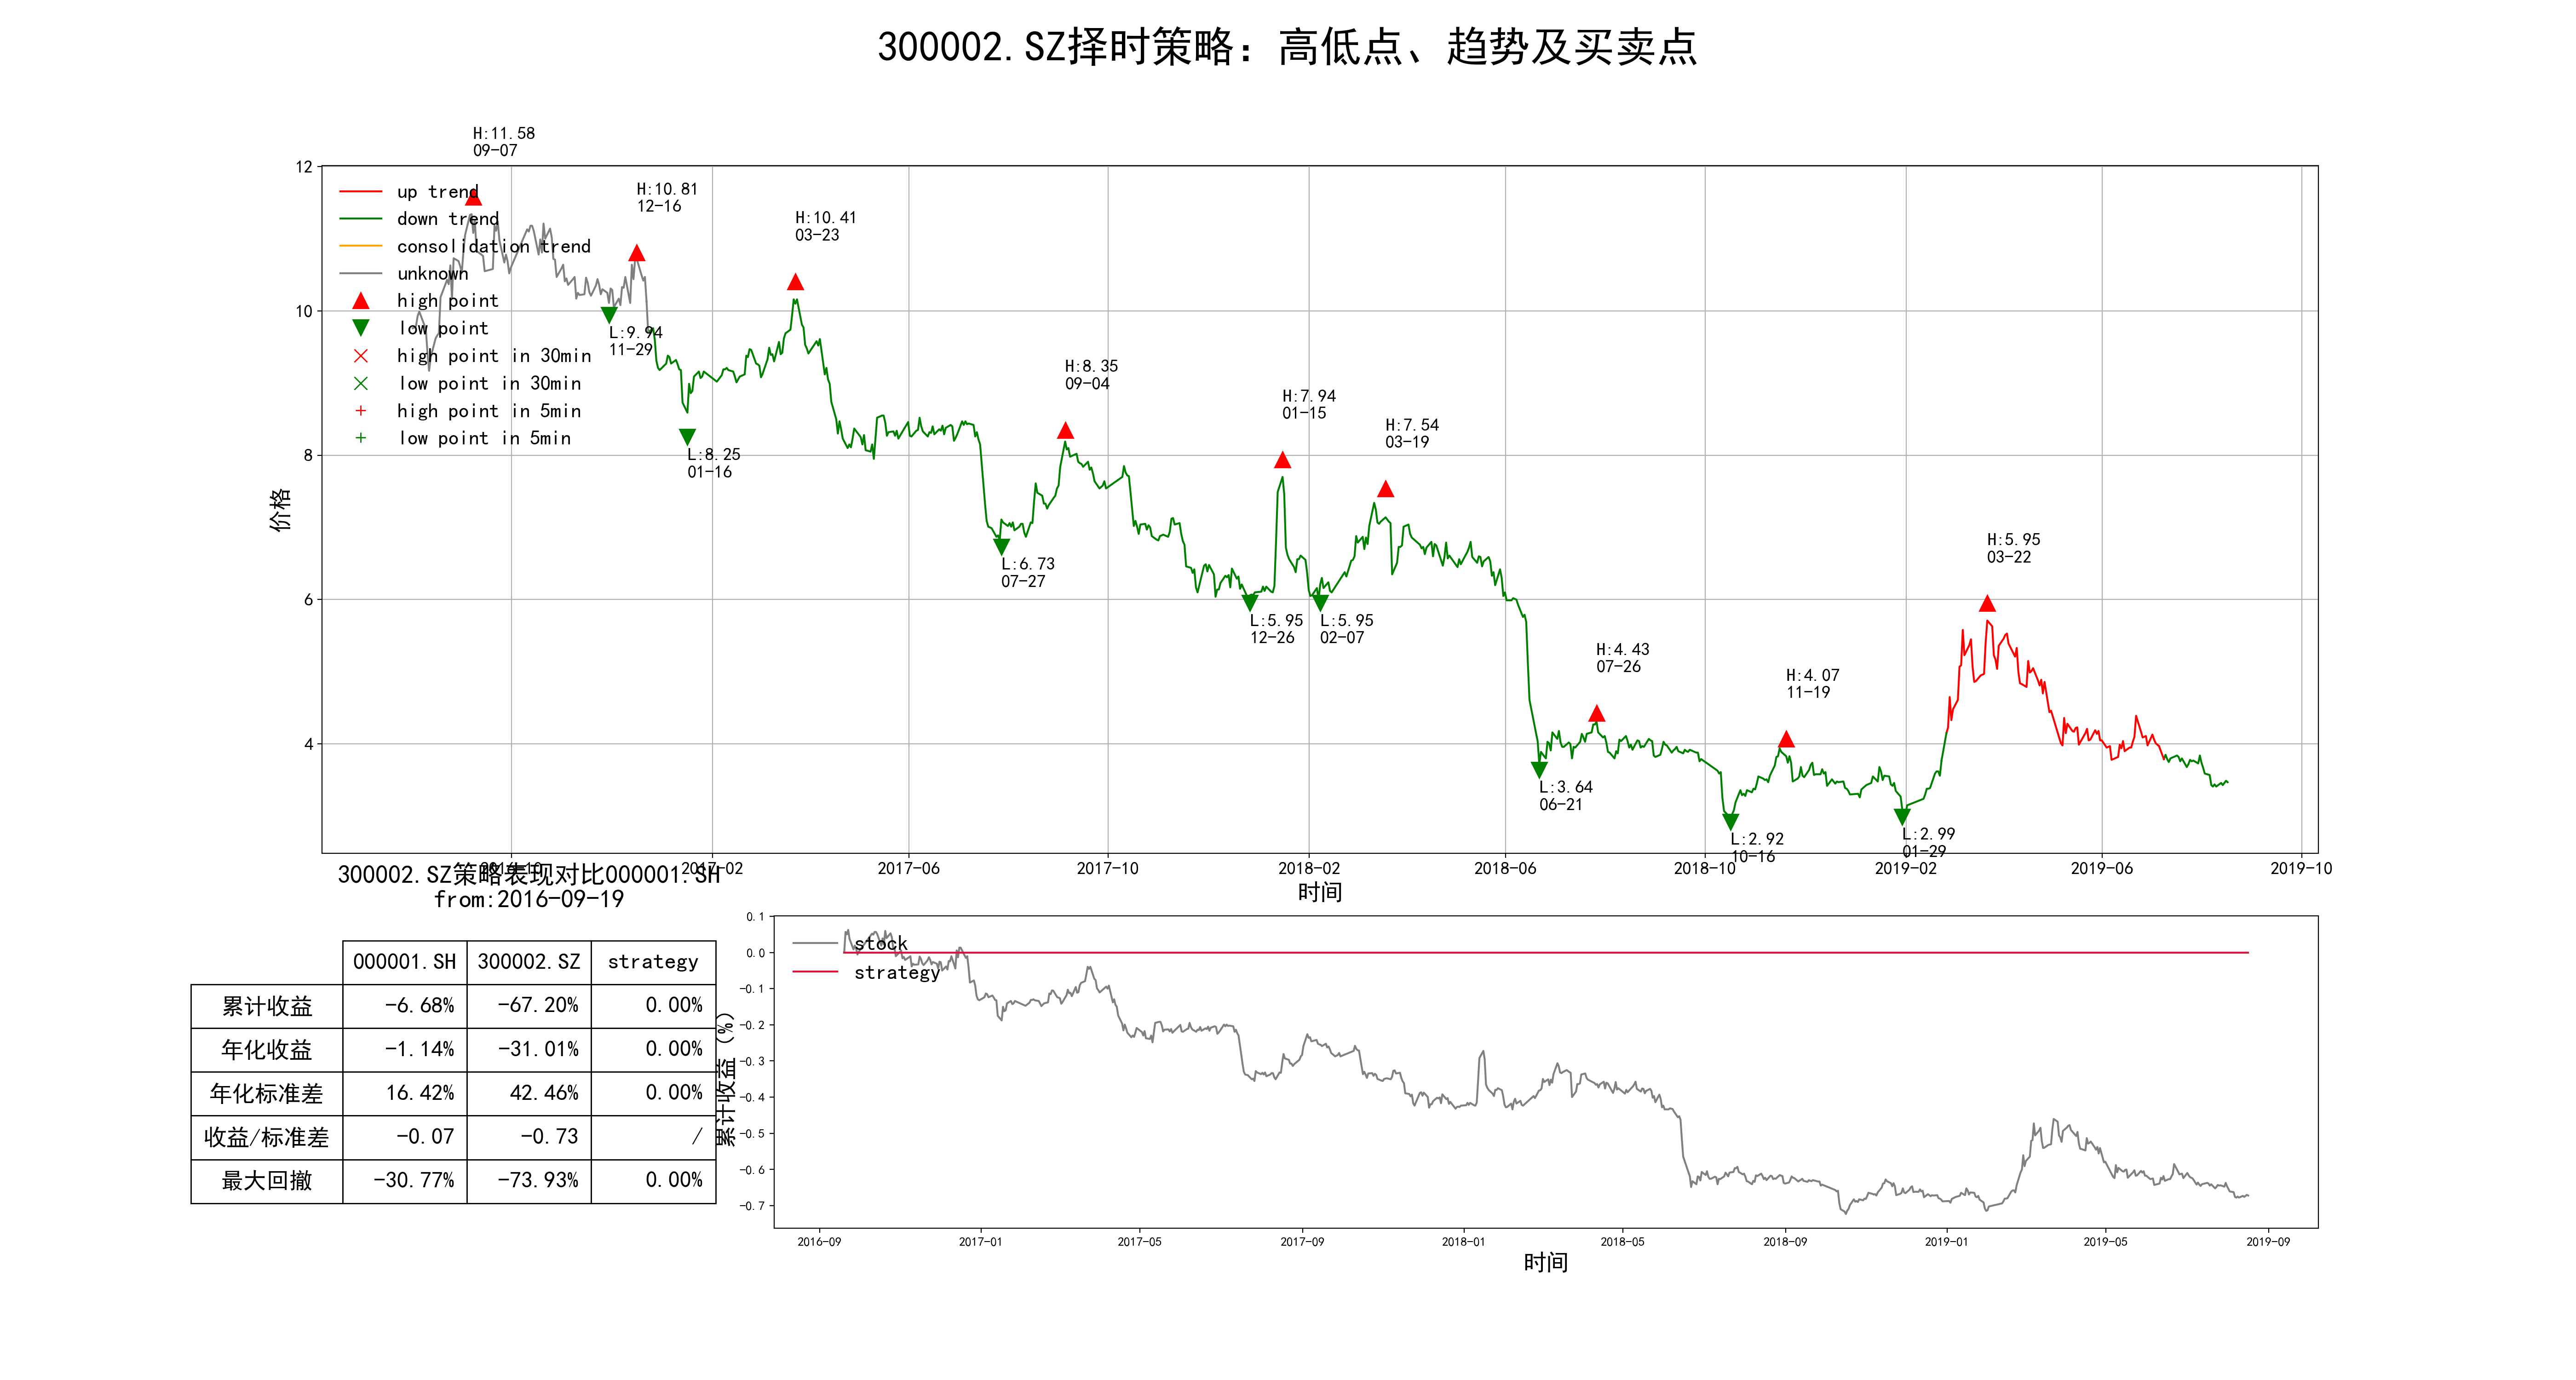 300002.SZ择时策略：高低点、趋势及买卖点
H:11.58
09-07
H:10.81
12-16
H:10.41
03-23
H:8.35
09-04
H:7.94
01-15
H:7.54
03-19
H:4.43
07-26
H:4.07
11-19
H:5.95
03-22
L:9.94
11-29
L:8.25
01-16
L:6.73
07-27
L:5.95
12-26
L:5.95
02-07
L:3.64
06-21
L:2.92
10-16
L:2.99
01-29
up trend
down trend
consolidation trend
unknown
high point
low point
high point in 30min
low point in 30min
high point in 5min
low point in 5min
12
10
8
6
4
价格
2016-10
2017-02
2017-06
2017-10
2018-02
2018-06
2018-10
2019-02
2019-06
2019-10
时间
300002.SZ策略表现对比000001.SH
from:2016-09-19
000001.SH 300002.SZ strategy
累计收益 -6.68% -67.20% 0.00%
年化收益 -1.14% -31.01% 0.00%
年化标准差 16.42% 42.46% 0.00%
收益/标准差 -0.07 -0.73 /
最大回撤 -30.77% -73.93% 0.00%
stock
strategy
0.1
0.0
-0.1
-0.2
-0.3
-0.4
-0.5
-0.6
-0.7
累计收益（%）
2016-09
2017-01
2017-05
2017-09
2018-01
2018-05
2018-09
2019-01
2019-05
2019-09
时间